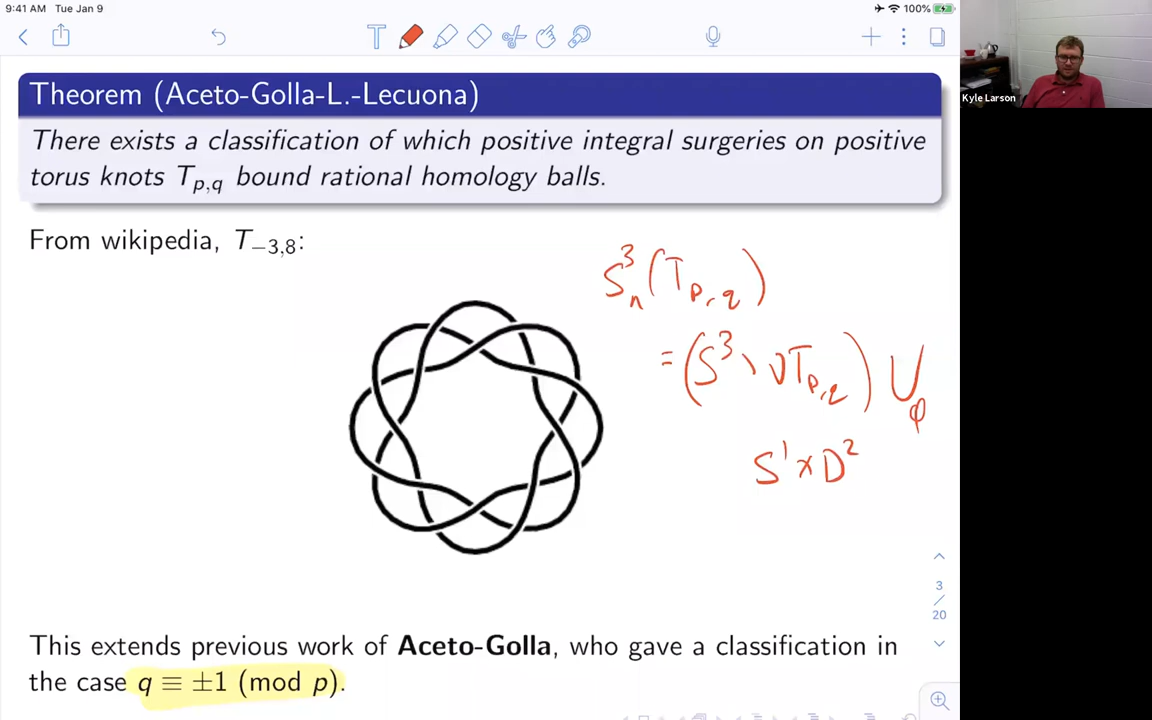 9:41 AM Tue Jan 9
100%
Theorem (Aceto-Golla-L.-Lecuona)
There exists a classification of which positive integral surgeries on positive
torus knots T_{p,q} bound rational homology balls.
From wikipedia, T_{−3,8}:
S^3_n(T_{p,q})
= (S^3 \ νT_{p,q}) ∪_φ
S^1 × D^2
This extends previous work of Aceto-Golla, who gave a classification in
the case q ≡ ±1 (mod p).
3
/
20
Kyle Larson